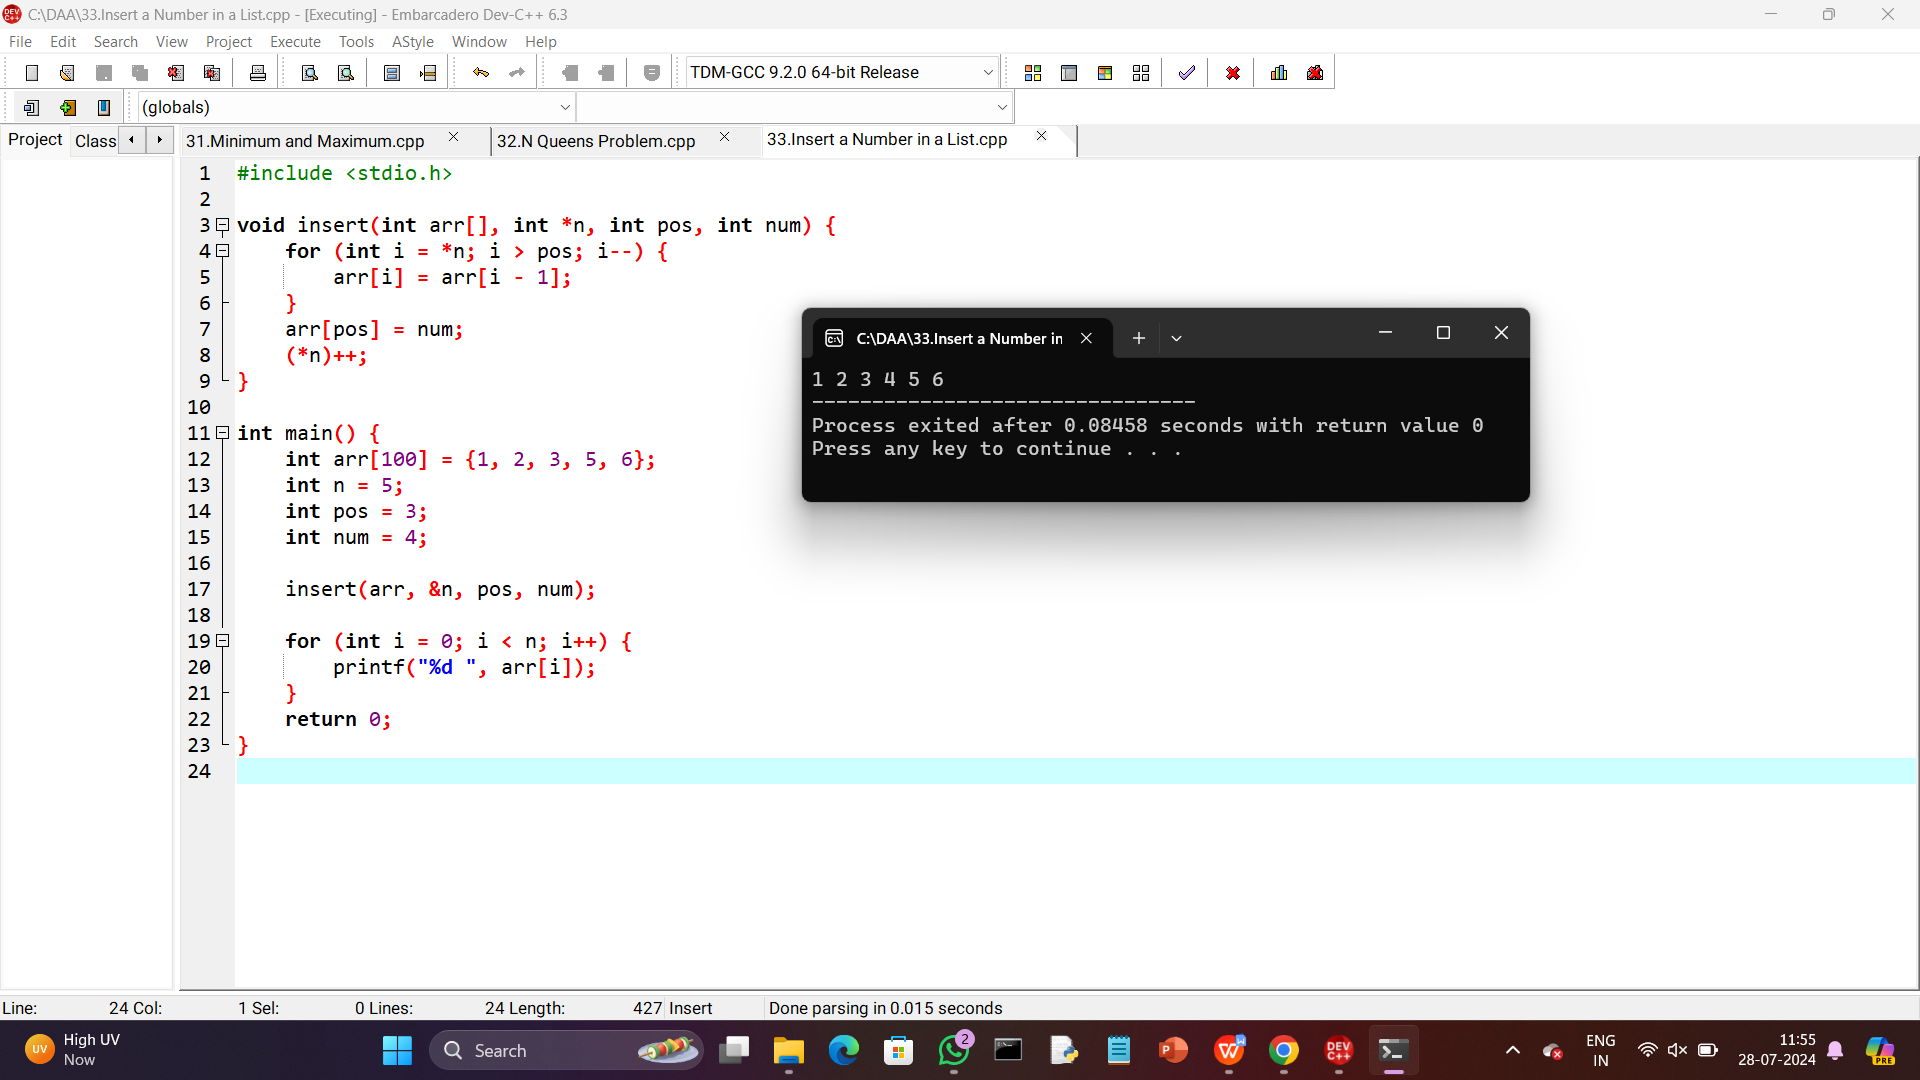 C:\DAA\33.Insert a Number in a List.cpp - [Executing] - Embarcadero Dev-C++ 6.3
File Edit Search View Project Execute Tools AStyle Window Help
TDM-GCC 9.2.0 64-bit Release
(globals)
Project Class 31.Minimum and Maximum.cpp 32.N Queens Problem.cpp 33.Insert a Number in a List.cpp
1 #include <stdio.h>
2
3 void insert(int arr[], int *n, int pos, int num) {
4     for (int i = *n; i > pos; i--) {
5         arr[i] = arr[i - 1];
6     }
7     arr[pos] = num;
8     (*n)++;
9 }
10
11 int main() {
12     int arr[100] = {1, 2, 3, 5, 6};
13     int n = 5;
14     int pos = 3;
15     int num = 4;
16
17     insert(arr, &n, pos, num);
18
19     for (int i = 0; i < n; i++) {
20         printf("%d ", arr[i]);
21     }
22     return 0;
23 }
24
C:\DAA\33.Insert a Number in
1 2 3 4 5 6
--------------------------------
Process exited after 0.08458 seconds with return value 0
Press any key to continue . . .
Line: 24 Col: 1 Sel: 0 Lines: 24 Length: 427 Insert Done parsing in 0.015 seconds
UV
High UV
Now
Search
2
DEV C++
ENG
IN
11:55
28-07-2024
PRE